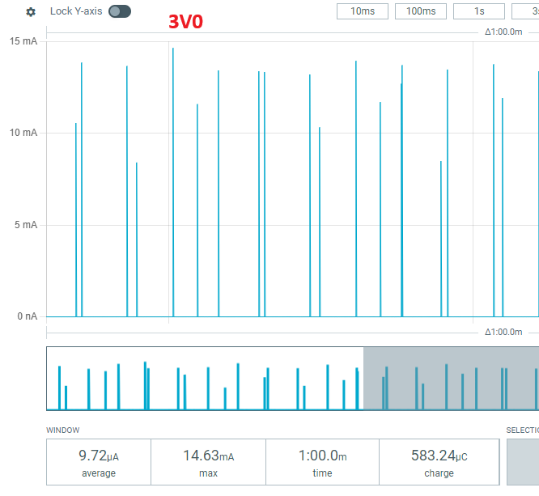 Lock Y-axis
3V0
10ms 100ms 1s
Δ1:00.0m
15 mA
10 mA
5 mA
0 nA
Δ1:00.0m
WINDOW
9.72µA 14.63mA 1:00.0m 583.24µC
average max time charge